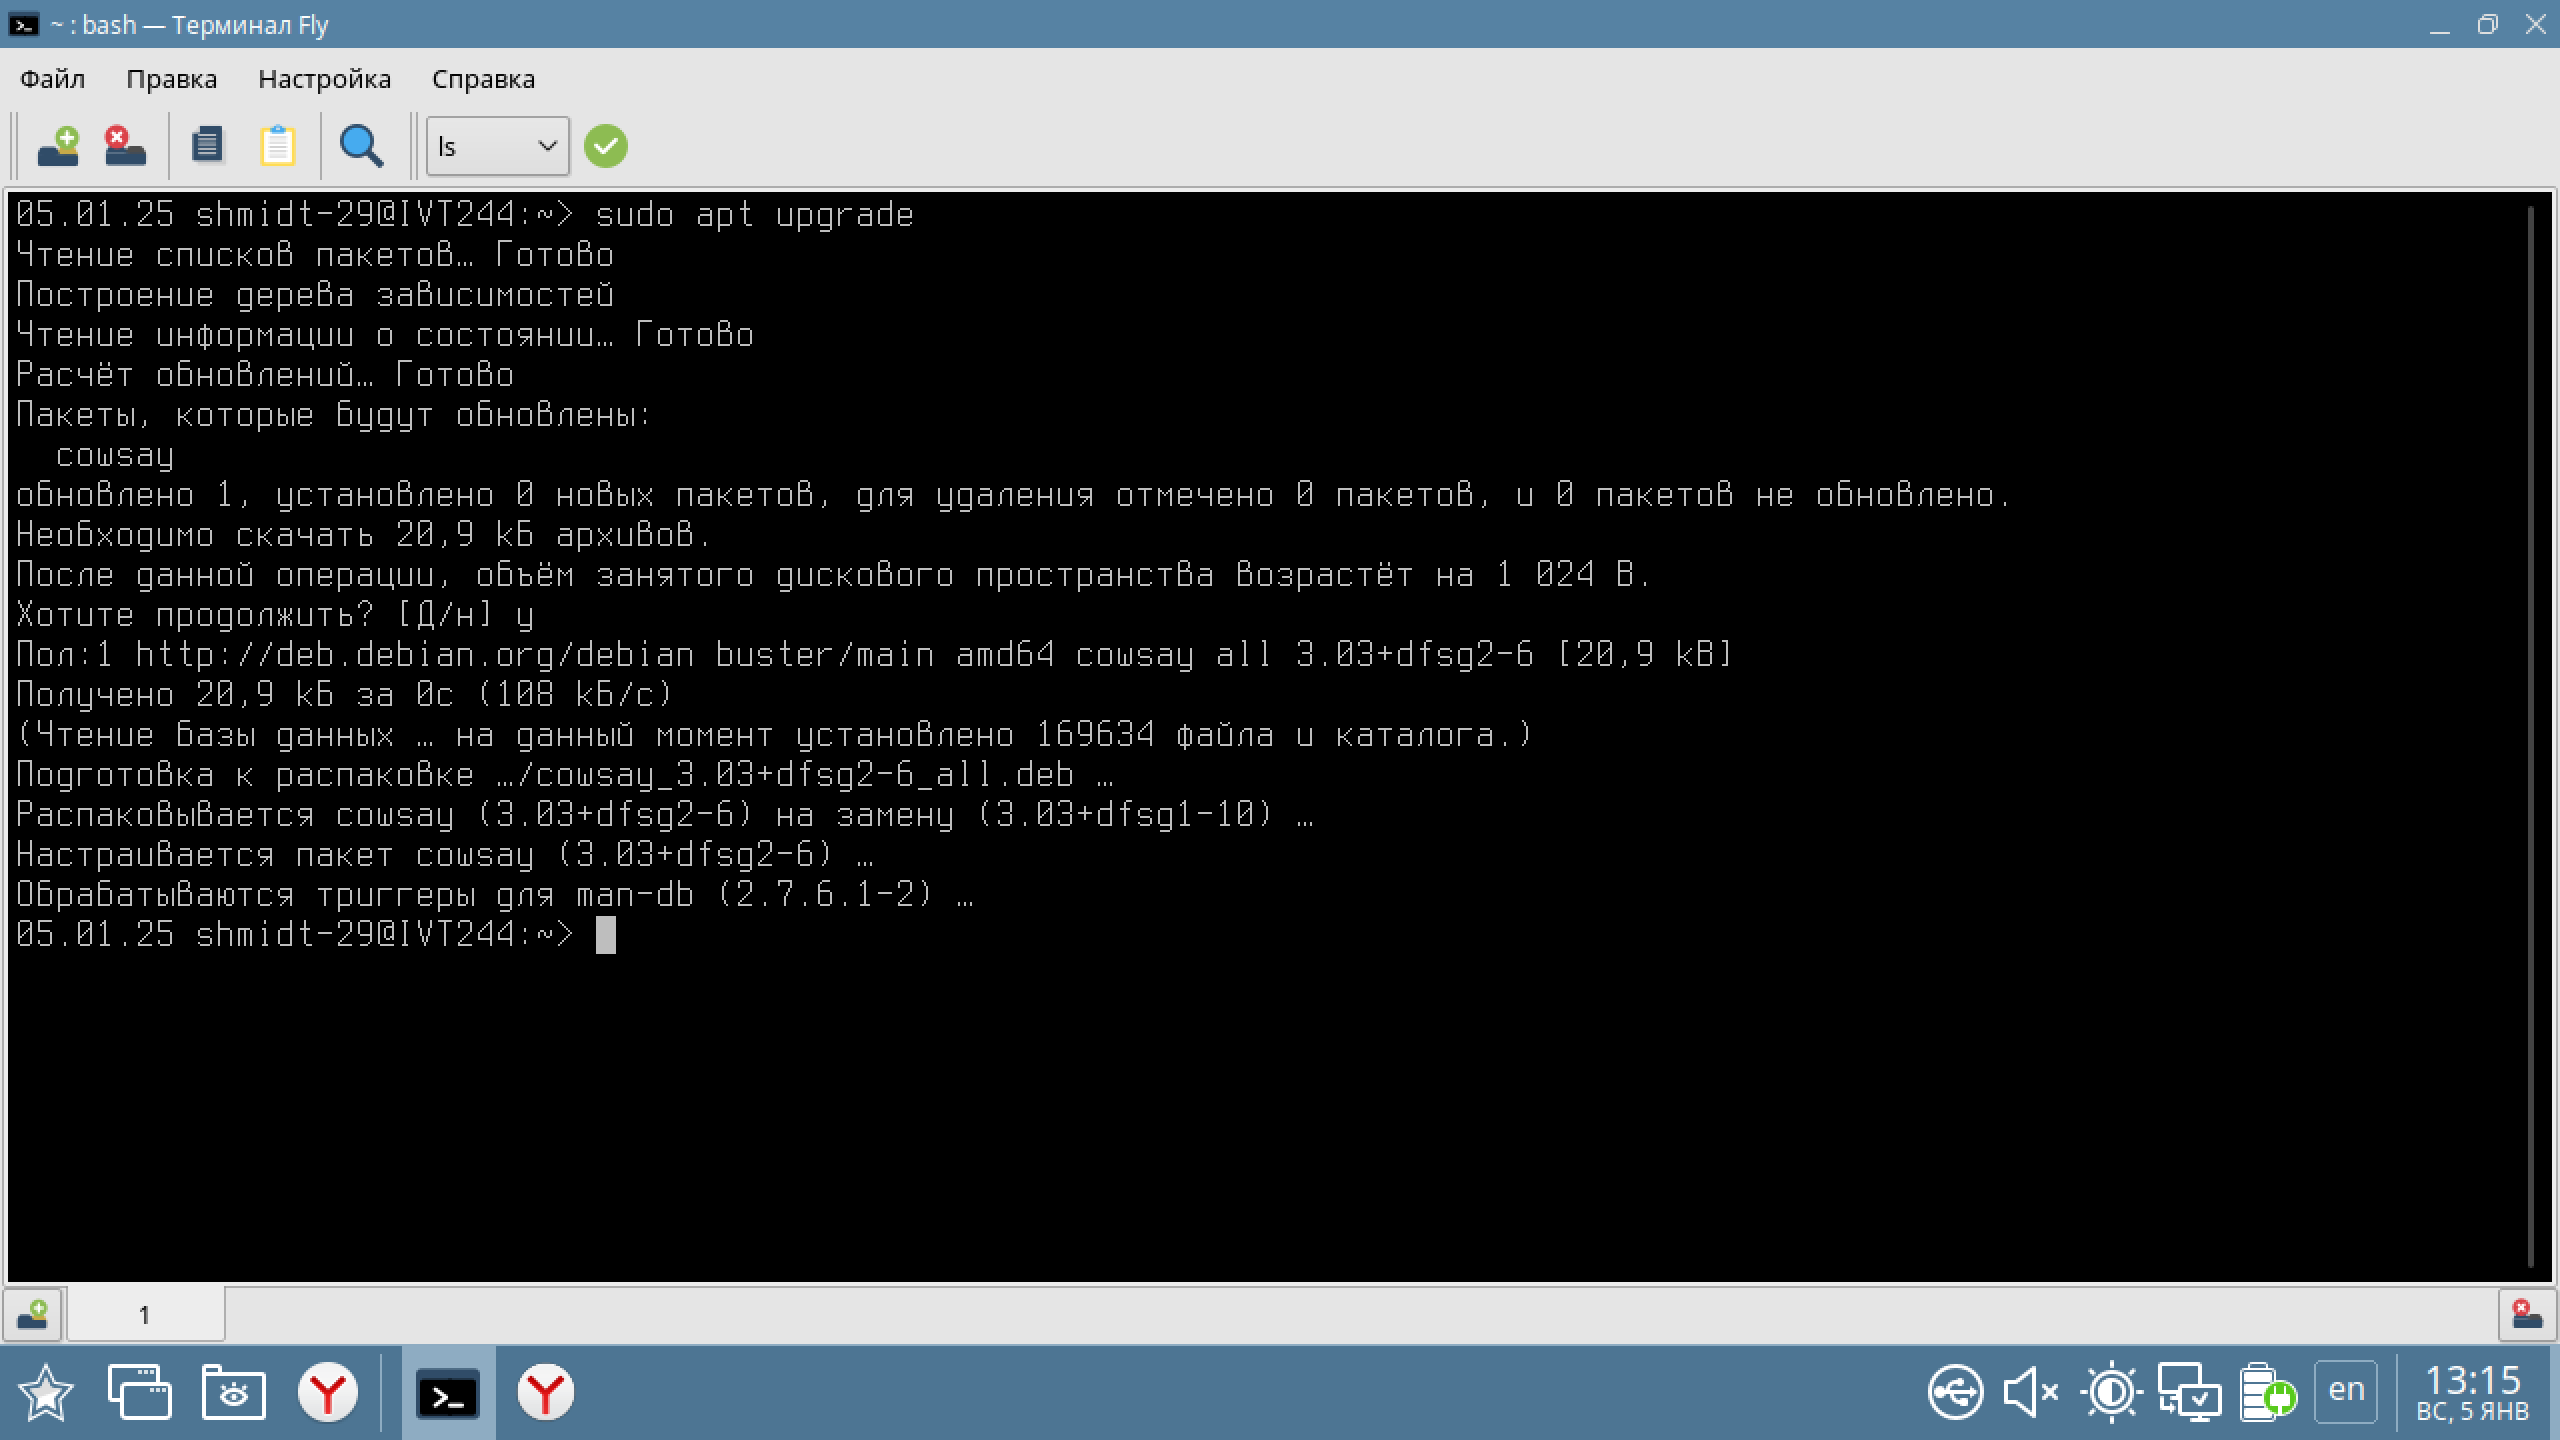 ~ : bash — Терминал Fly
Файл Правка Настройка Справка
ls
05.01.25 shmidt-29@IVT244:~> sudo apt upgrade
Чтение списков пакетов… Готово
Построение дерева зависимостей
Чтение информации о состоянии… Готово
Расчёт обновлений… Готово
Пакеты, которые будут обновлены:
  cowsay
обновлено 1, установлено 0 новых пакетов, для удаления отмечено 0 пакетов, и 0 пакетов не обновлено.
Необходимо скачать 20,9 kБ архивов.
После данной операции, объём занятого дискового пространства возрастёт на 1 024 B.
Хотите продолжить? [Д/н] y
Пол:1 http://deb.debian.org/debian buster/main amd64 cowsay all 3.03+dfsg2-6 [20,9 kB]
Получено 20,9 kБ за 0с (108 kБ/c)
(Чтение базы данных … на данный момент установлено 169634 файла и каталога.)
Подготовка к распаковке …/cowsay_3.03+dfsg2-6_all.deb …
Распаковывается cowsay (3.03+dfsg2-6) на замену (3.03+dfsg1-10) …
Настраивается пакет cowsay (3.03+dfsg2-6) …
Обрабатываются триггеры для man-db (2.7.6.1-2) …
05.01.25 shmidt-29@IVT244:~>
1
en
13:15
ВС, 5 ЯНВ